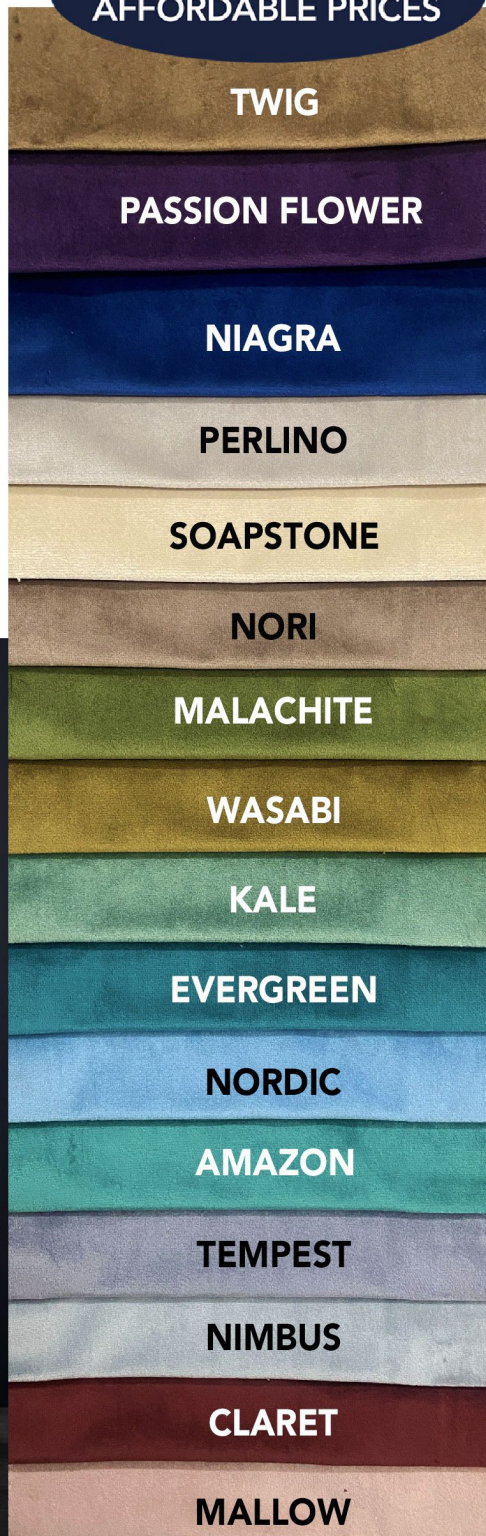 AFFORDABLE PRICES
TWIG
PASSION FLOWER
NIAGRA
PERLINO
SOAPSTONE
NORI
MALACHITE
WASABI
KALE
EVERGREEN
NORDIC
AMAZON
TEMPEST
NIMBUS
CLARET
MALLOW